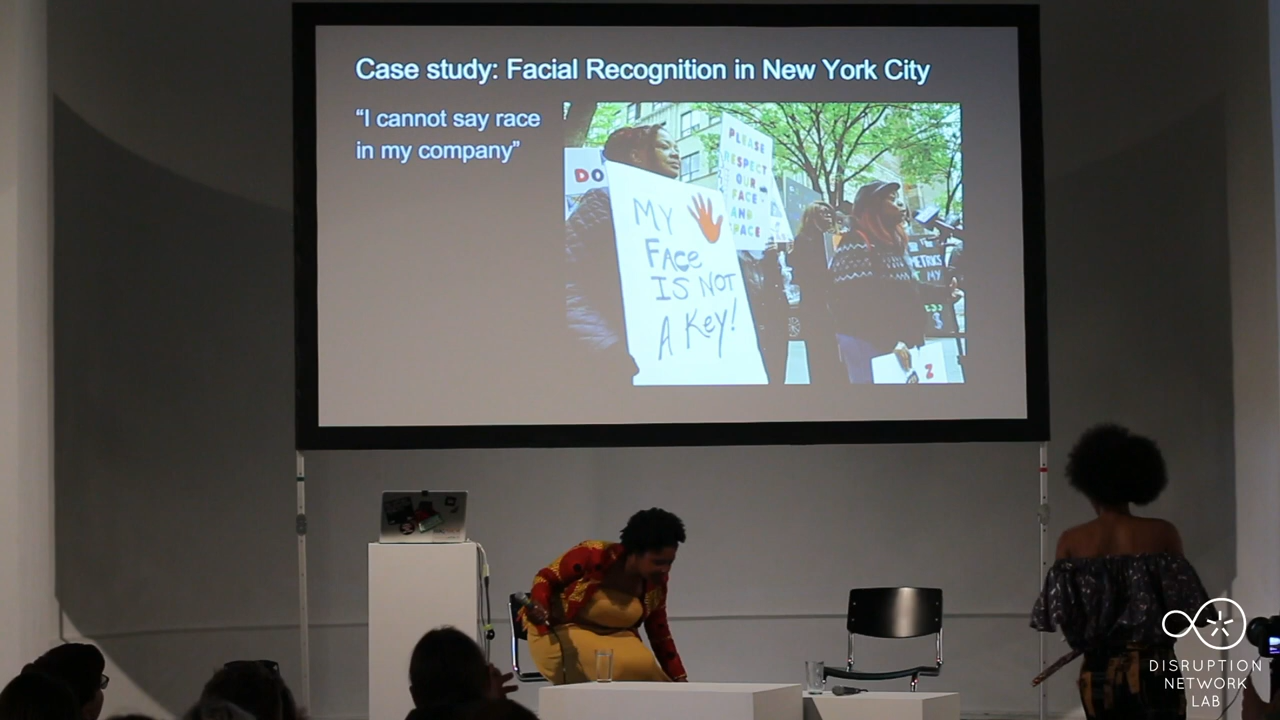 Case study: Facial Recognition in New York City
“I cannot say race
in my company”
DO
MY
FACe
IS NOT
A Key!
PLEASE
RESPECT
OUR
FACE
AND
SPACE
MY
DISRUPTION
NETWORK
LAB